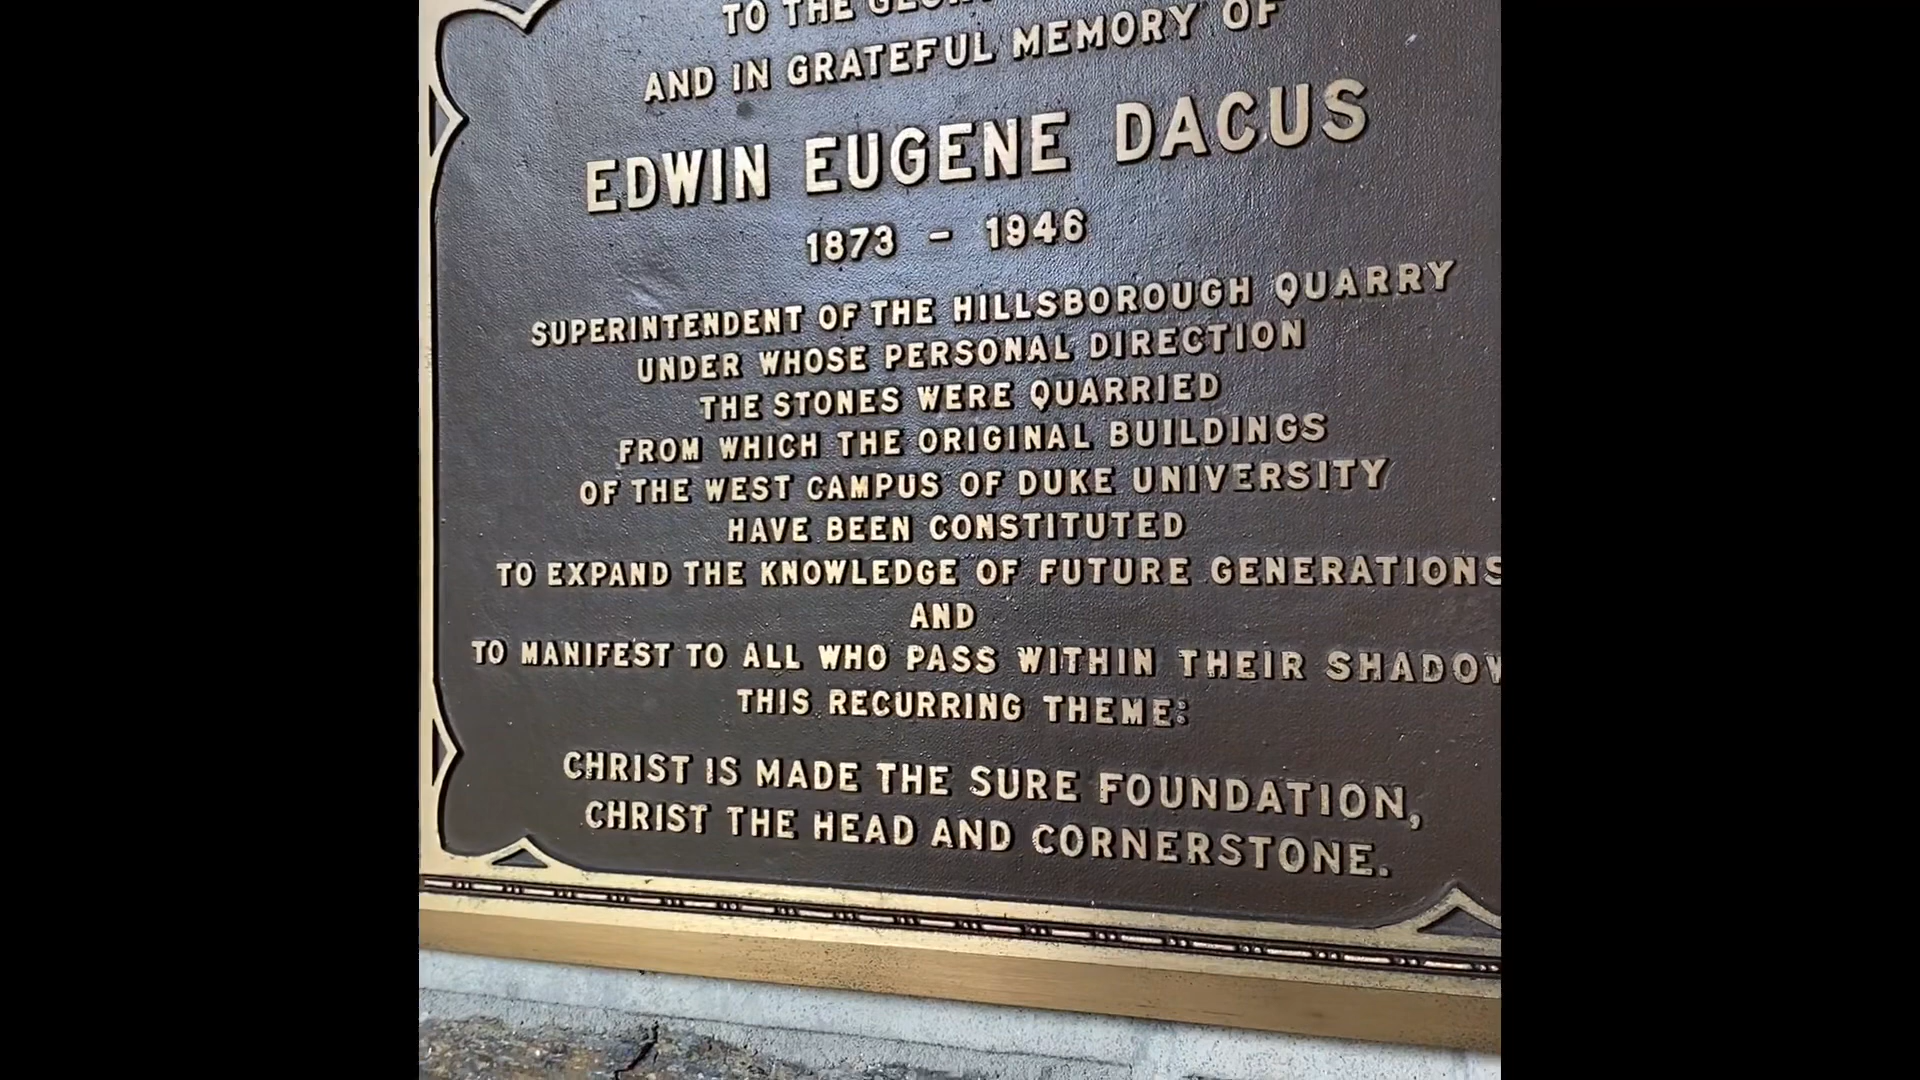 TO THE
AND IN GRATEFUL MEMORY OF
EDWIN EUGENE DACUS
1873 - 1946
SUPERINTENDENT OF THE HILLSBOROUGH QUARRY
UNDER WHOSE PERSONAL DIRECTION
THE STONES WERE QUARRIED
FROM WHICH THE ORIGINAL BUILDINGS
OF THE WEST CAMPUS OF DUKE UNIVERSITY
HAVE BEEN CONSTITUTED
TO EXPAND THE KNOWLEDGE OF FUTURE GENERATIONS
AND
TO MANIFEST TO ALL WHO PASS WITHIN THEIR
THIS RECURRING THEME:
CHRIST IS MADE THE SURE FOUNDATION,
CHRIST THE HEAD AND CORNERSTONE.